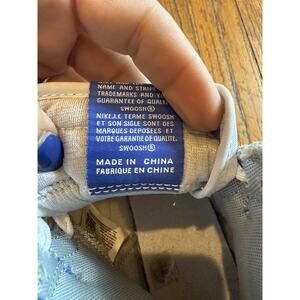 NAME AND STRIPE
TRADEMARKS AND YOUR
GUARANTEE OF QUALITY.
SWOOSH®
NIKE.LE TERME SWOOSH
ET SON SIGLE SONT DES
MARQUES DEPOSEES ET
VOTRE GARANTIE DE QUALITE.
SWOOSH®
MADE IN CHINA
FABRIQUE EN CHINE